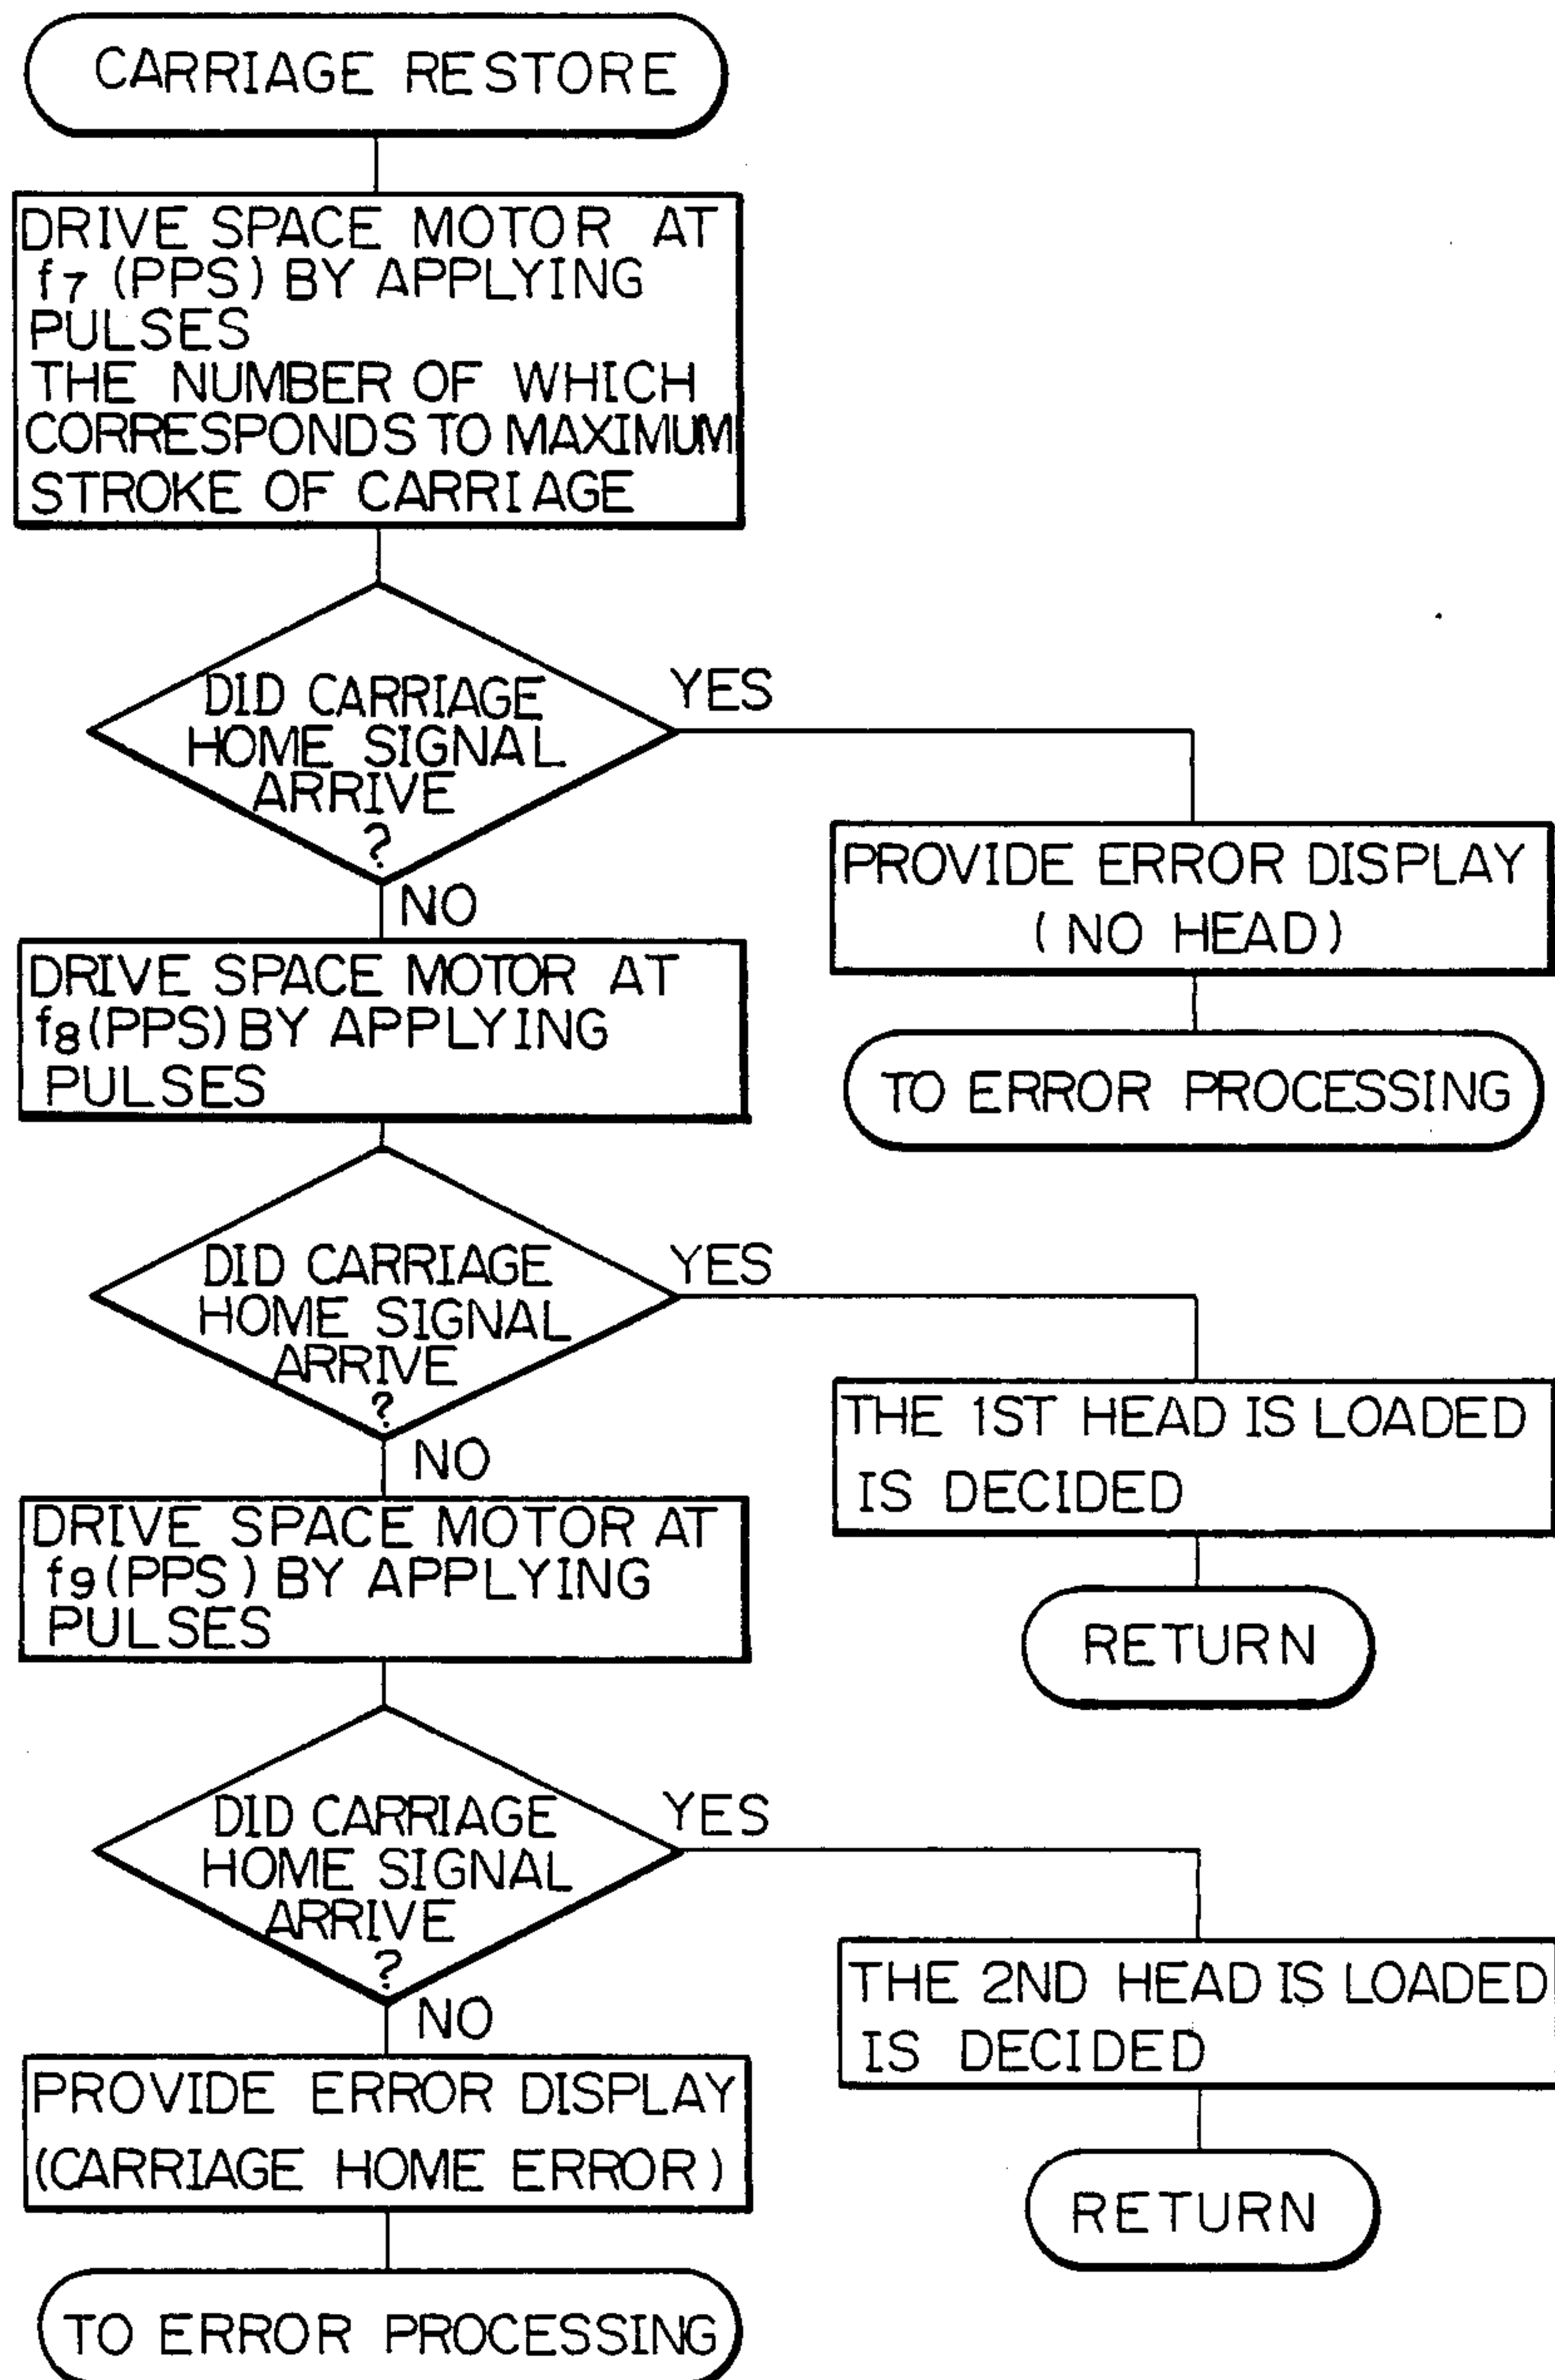 CARRIAGE RESTORE
DRIVE SPACE MOTOR AT
f7 (PPS) BY APPLYING
PULSES
THE NUMBER OF WHICH
CORRESPONDS TO MAXIMUM
STROKE OF CARRIAGE
DID CARRIAGE
HOME SIGNAL
ARRIVE
?
YES
NO
PROVIDE ERROR DISPLAY
(NO HEAD)
TO ERROR PROCESSING
DRIVE SPACE MOTOR AT
f8 (PPS) BY APPLYING
PULSES
DID CARRIAGE
HOME SIGNAL
ARRIVE
?
YES
NO
THE 1ST HEAD IS LOADED
IS DECIDED
RETURN
DRIVE SPACE MOTOR AT
f9 (PPS) BY APPLYING
PULSES
DID CARRIAGE
HOME SIGNAL
ARRIVE
?
YES
NO
THE 2ND HEAD IS LOADED
IS DECIDED
RETURN
PROVIDE ERROR DISPLAY
(CARRIAGE HOME ERROR)
TO ERROR PROCESSING